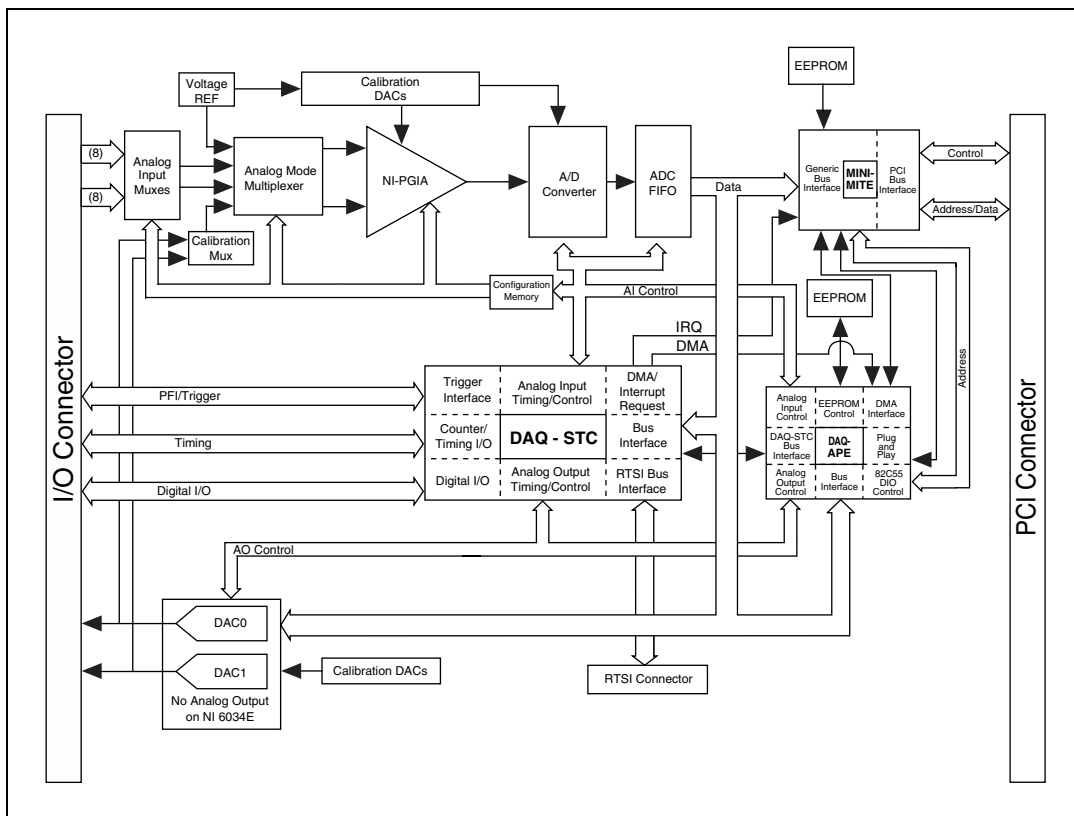 EEPROM
Voltage
REF
Calibration
DACs
(8)
(8)
Analog
Input
Muxes
Analog Mode
Multiplexer
NI-PGIA
A/D
Converter
ADC
FIFO
Data
Generic
Bus
Interface
MINI-
MITE
PCI
Bus
Interface
Control
Address/Data
Calibration
Mux
Configuration
Memory
AI Control
EEPROM
IRQ
DMA
Address
I/O Connector
PCI Connector
PFI/Trigger
Timing
Digital I/O
Trigger
Interface
Analog Input
Timing/Control
DMA/
Interrupt
Request
Counter/
Timing I/O
DAQ - STC
Bus
Interface
Digital I/O
Analog Output
Timing/Control
RTSI Bus
Interface
Analog
Input
Control
EEPROM
Control
DMA
Interface
DAQ-STC
Bus
Interface
DAQ-
APE
Plug
and
Play
Analog
Output
Control
Bus
Interface
82C55
DIO
Control
AO Control
DAC0
DAC1
No Analog Output
on NI 6034E
Calibration DACs
RTSI Connector